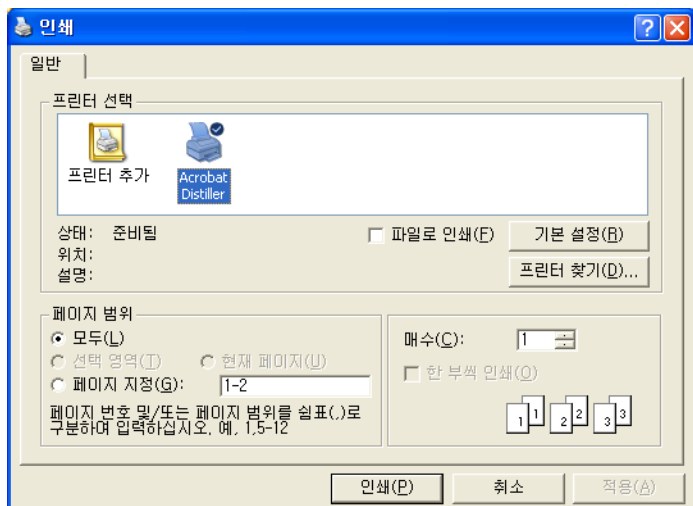 인쇄
일반
프린터 선택
프린터 추가
Acrobat
Distiller
상태: 준비됨
위치:
설명:
파일로 인쇄(F)
기본 설정(R)
프린터 찾기(D)...
페이지 범위
모두(L)
선택 영역(T) 현재 페이지(U)
페이지 지정(G): 1-2
페이지 번호 및/또는 페이지 범위를 쉼표(,)로
구분하여 입력하십시오. 예, 1,5-12
매수(C): 1
한 부씩 인쇄(O)
1 1 2 2 3 3
인쇄(P) 취소 적용(A)